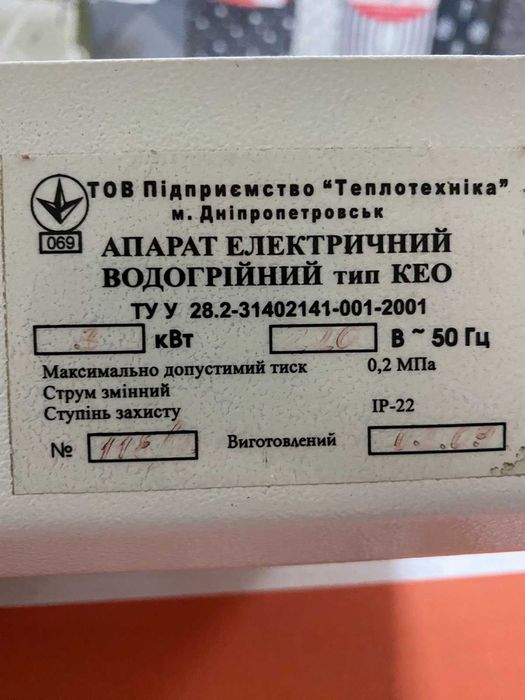 ТОВ Підприємство "Теплотехніка"
м. Дніпропетровськ
069
АПАРАТ ЕЛЕКТРИЧНИЙ
ВОДОГРІЙНИЙ тип КЕО
ТУ У 28.2-31402141-001-2001
3 кВт В ~ 50 Гц
Максимально допустимий тиск 0,2 МПа
Струм змінний
Ступінь захисту IP-22
№ Виготовлений